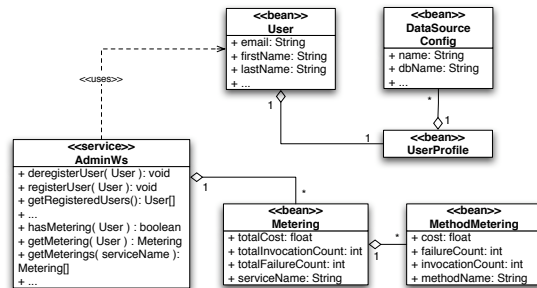 <<bean>>
User
+ email: String
+ firstName: String
+ lastName: String
+ ...
<<bean>>
DataSource
Config
+ name: String
+ dbName: String
+ ...
<<uses>>
1
*
1
1
<<bean>>
UserProfile
<<service>>
AdminWs
+ deregisterUser( User ): void
+ registerUser( User ): void
+ getRegisteredUsers(): User[]
+ ...
+ hasMetering( User ) : boolean
+ getMetering( User ) : Metering
+ getMeterings( serviceName ):
Metering[]
+ ...
1
*
<<bean>>
Metering
+ totalCost: float
+ totalInvocationCount: int
+ totalFailureCount: int
+ serviceName: String
1
*
<<bean>>
MethodMetering
+ cost: float
+ failureCount: int
+ invocationCount: int
+ methodName: String